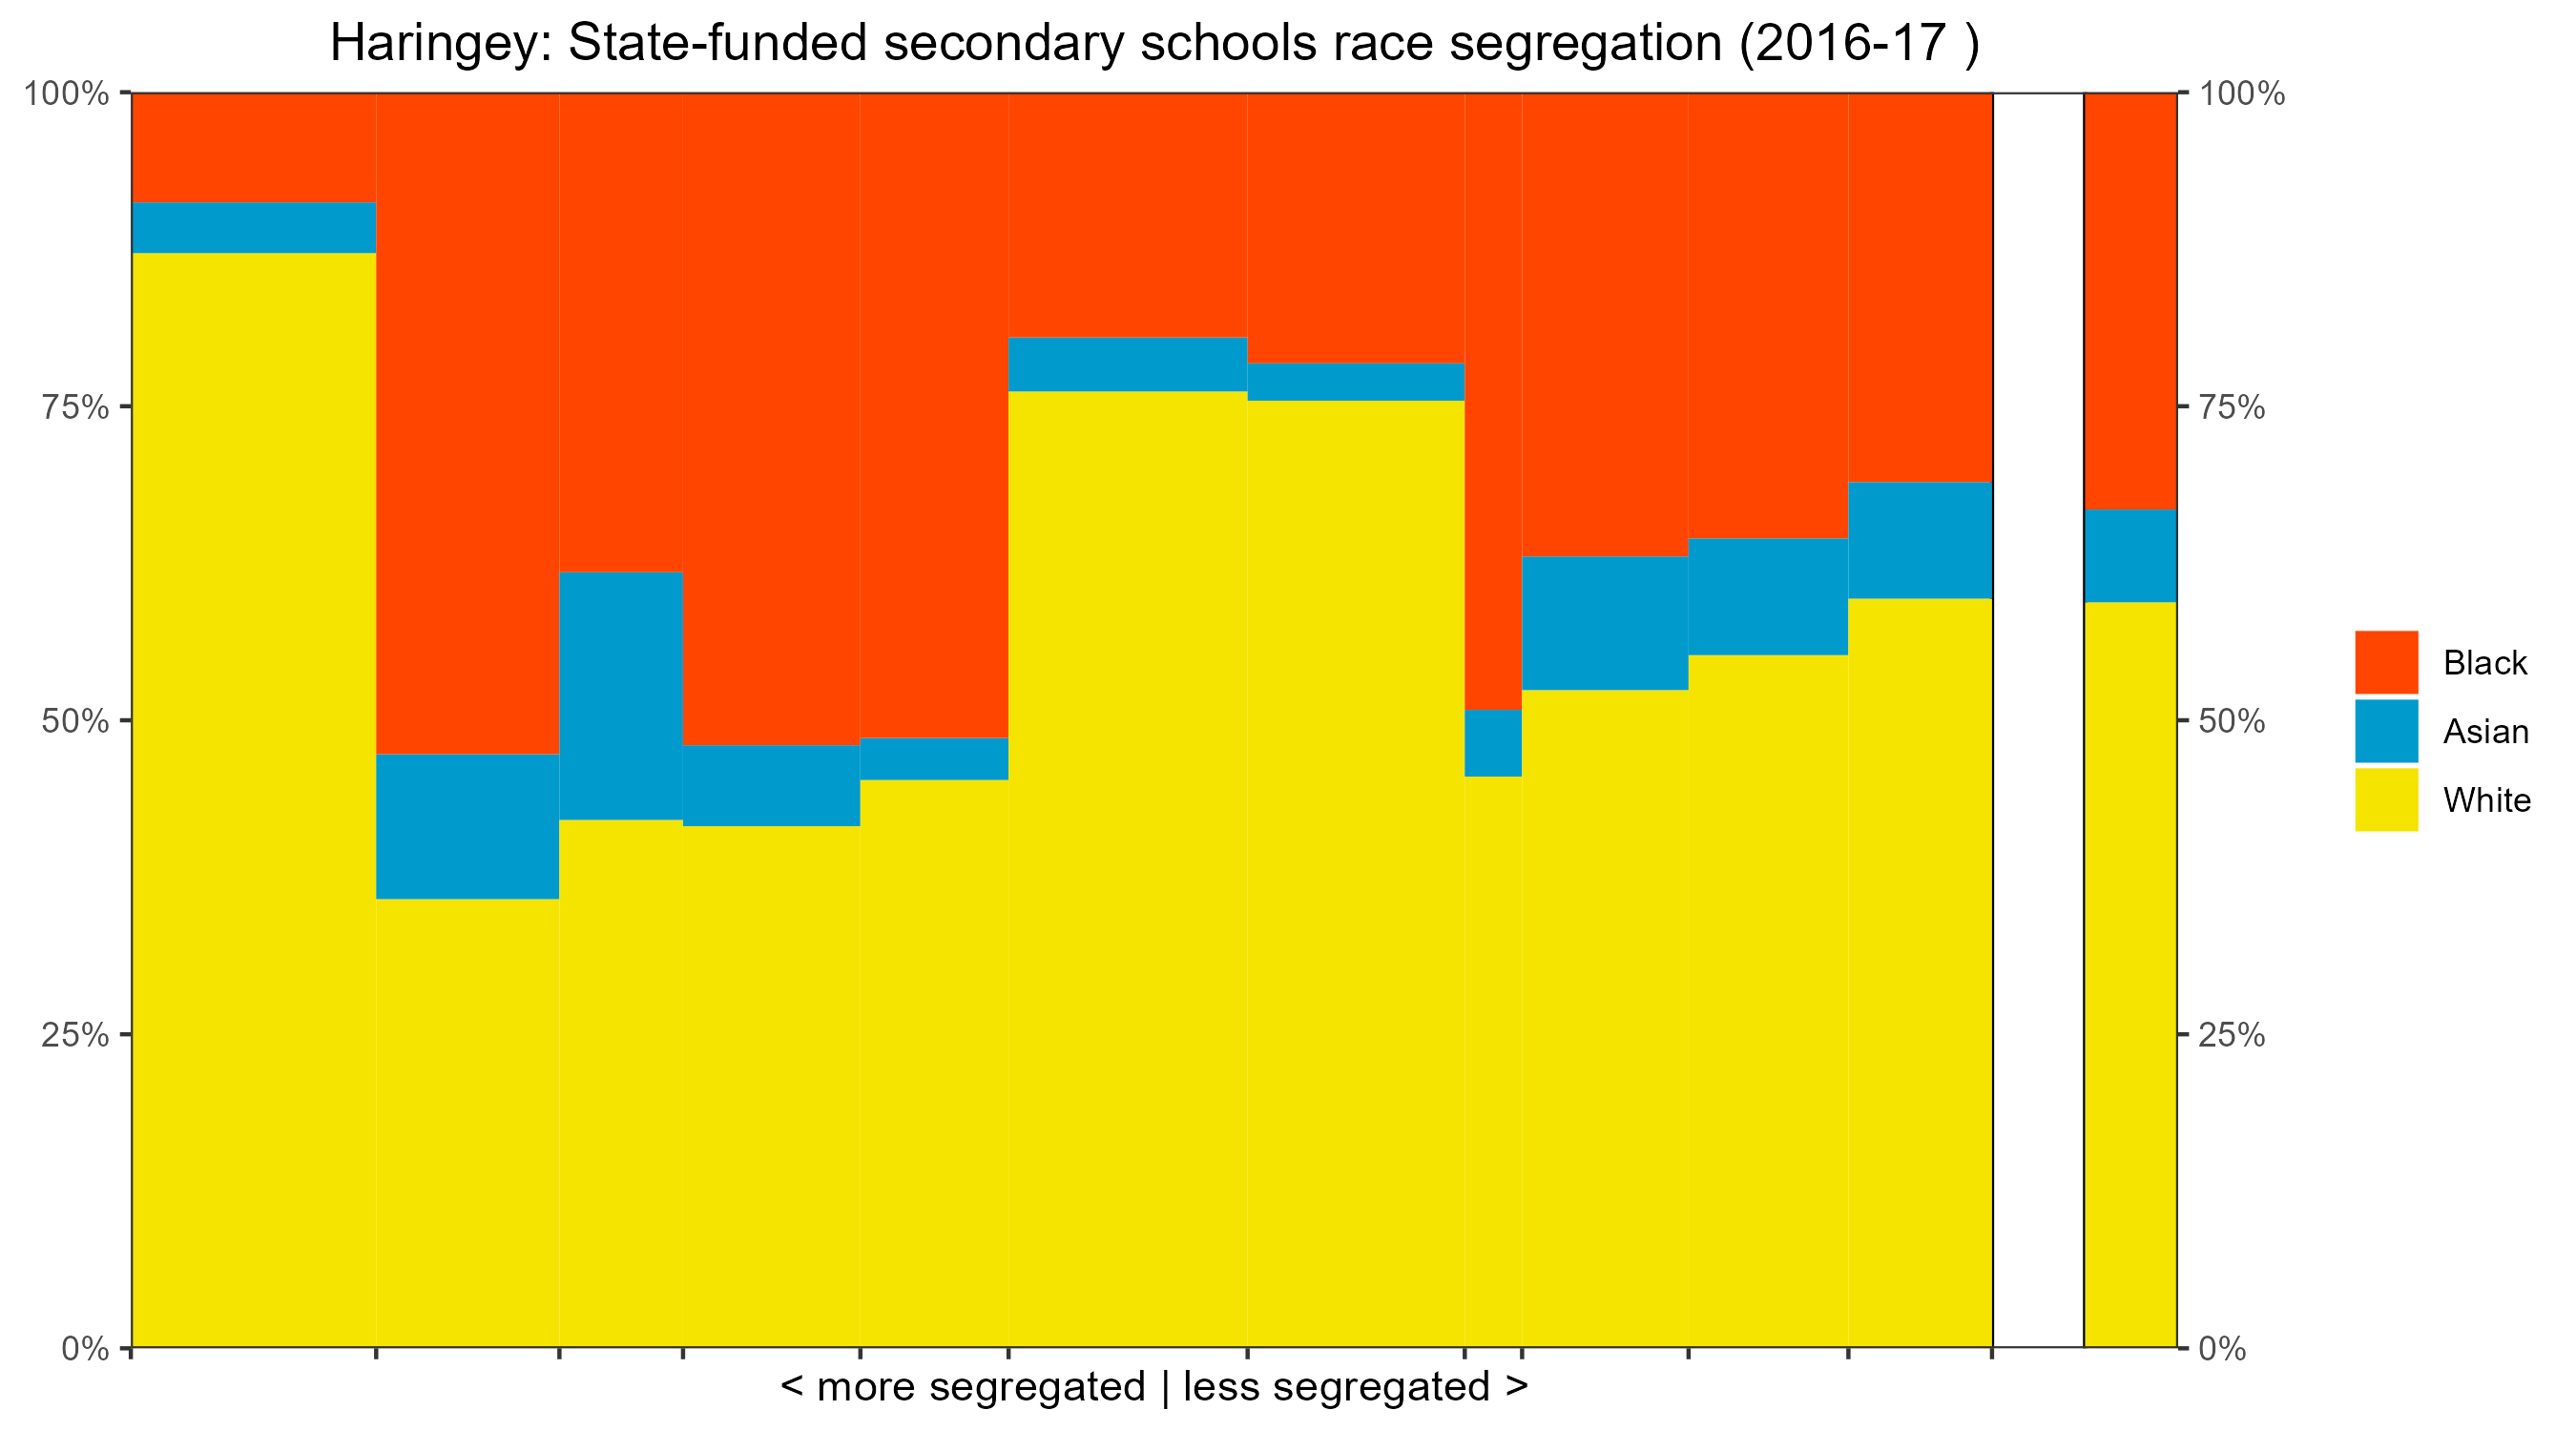 Haringey: State-funded secondary schools race segregation (2016-17 )
100%
75%
50%
25%
0%
100%
75%
50%
25%
0%
Black
Asian
White
< more segregated | less segregated >